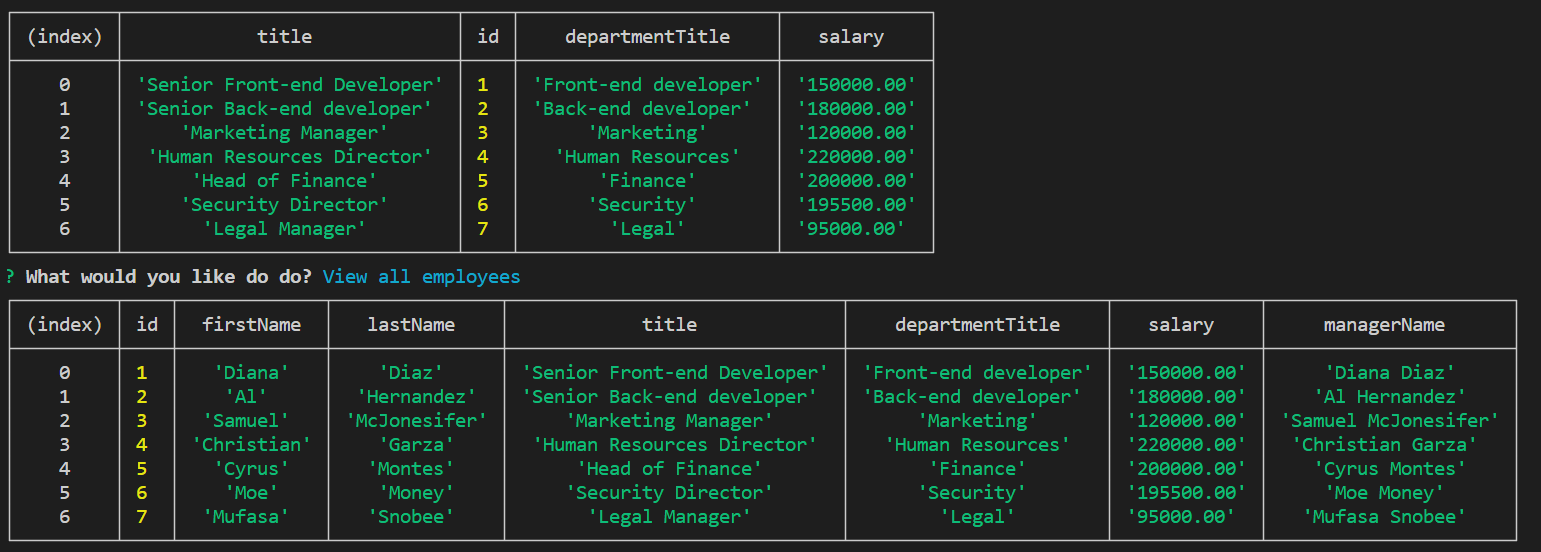 (index) title id departmentTitle salary
0 'Senior Front-end Developer' 1 'Front-end developer' '150000.00'
1 'Senior Back-end developer' 2 'Back-end developer' '180000.00'
2 'Marketing Manager' 3 'Marketing' '120000.00'
3 'Human Resources Director' 4 'Human Resources' '220000.00'
4 'Head of Finance' 5 'Finance' '200000.00'
5 'Security Director' 6 'Security' '195500.00'
6 'Legal Manager' 7 'Legal' '95000.00'
? What would you like do do? View all employees
(index) id firstName lastName title departmentTitle salary managerName
0 1 'Diana' 'Diaz' 'Senior Front-end Developer' 'Front-end developer' '150000.00' 'Diana Diaz'
1 2 'Al' 'Hernandez' 'Senior Back-end developer' 'Back-end developer' '180000.00' 'Al Hernandez'
2 3 'Samuel' 'McJonesifer' 'Marketing Manager' 'Marketing' '120000.00' 'Samuel McJonesifer'
3 4 'Christian' 'Garza' 'Human Resources Director' 'Human Resources' '220000.00' 'Christian Garza'
4 5 'Cyrus' 'Montes' 'Head of Finance' 'Finance' '200000.00' 'Cyrus Montes'
5 6 'Moe' 'Money' 'Security Director' 'Security' '195500.00' 'Moe Money'
6 7 'Mufasa' 'Snobee' 'Legal Manager' 'Legal' '95000.00' 'Mufasa Snobee'